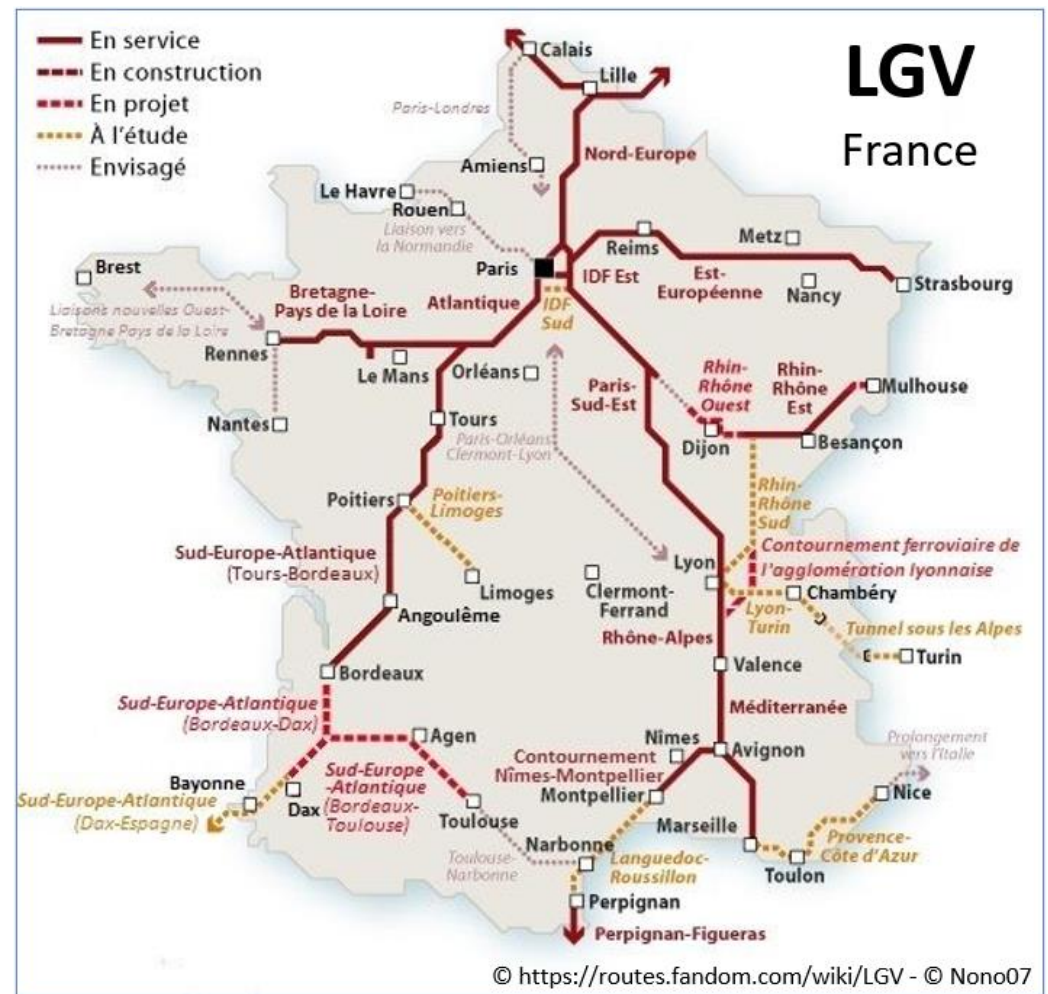 En service
En construction
En projet
À l'étude
Envisagé
LGV
France
Calais
Lille
Paris-Londres
Nord-Europe
Amiens
Le Havre
Rouen
Liaison vers
la Normandie
Reims
Metz
Paris
IDF Est
Est-
Européenne
Nancy
Strasbourg
Brest
Bretagne-
Pays de la Loire
Atlantique
IDF
Sud
Liaisons nouvelles Ouest-
Bretagne Pays de la Loire
Rennes
Le Mans
Orléans
Paris-
Sud-Est
Rhin-
Rhône
Ouest
Rhin-
Rhône
Est
Mulhouse
Nantes
Tours
Paris-Orléans
Clermont-Lyon
Dijon
Besançon
Poitiers
Poitiers-
Limoges
Rhin-
Rhône
Sud
Sud-Europe-Atlantique
(Tours-Bordeaux)
Limoges
Clermont-
Ferrand
Lyon
Contournement ferroviaire de
l'agglomération lyonnaise
Chambéry
Angoulême
Rhône-Alpes
Lyon-
Turin
Tunnel sous les Alpes
Turin
Bordeaux
Valence
Sud-Europe-Atlantique
(Bordeaux-Dax)
Méditerranée
Agen
Nîmes
Avignon
Prolongement
vers l'Italie
Contournement
Nîmes-Montpellier
Montpellier
Bayonne
Dax
Sud-Europe
-Atlantique
(Bordeaux-
Toulouse)
Toulouse
Nice
Sud-Europe-Atlantique
(Dax-Espagne)
Marseille
Provence-
Côte d'Azur
Toulon
Narbonne
Toulouse-
Narbonne
Languedoc-
Roussillon
Perpignan
Perpignan-Figueras
© https://routes.fandom.com/wiki/LGV - © Nono07